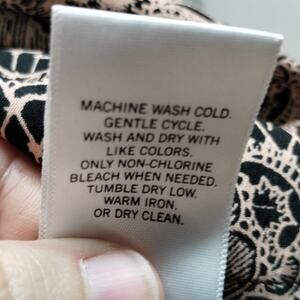 MACHINE WASH COLD.
GENTLE CYCLE.
WASH AND DRY WITH
LIKE COLORS.
ONLY NON-CHLORINE
BLEACH WHEN NEEDED.
TUMBLE DRY LOW.
WARM IRON.
OR DRY CLEAN.